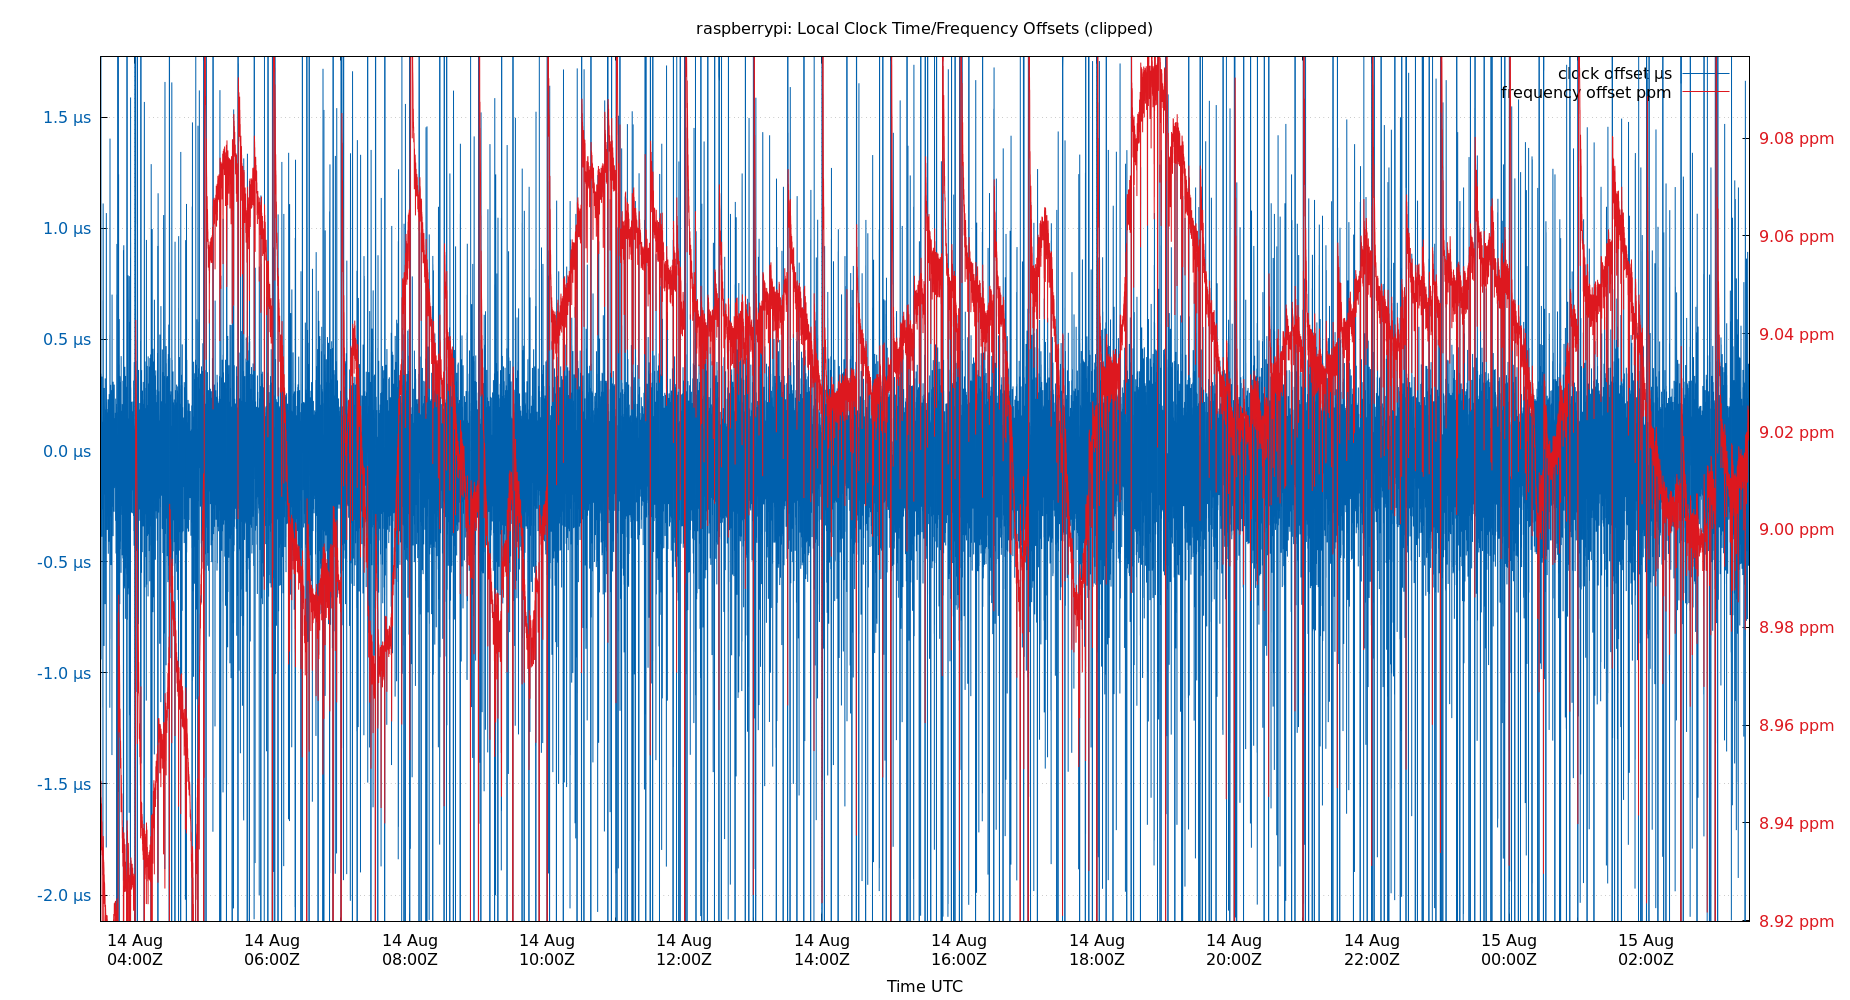 raspberrypi: Local Clock Time/Frequency Offsets (clipped)
clock offset µs
frequency offset ppm
1.5 µs
1.0 µs
0.5 µs
0.0 µs
-0.5 µs
-1.0 µs
-1.5 µs
-2.0 µs
9.08 ppm
9.06 ppm
9.04 ppm
9.02 ppm
9.00 ppm
8.98 ppm
8.96 ppm
8.94 ppm
8.92 ppm
14 Aug 14 Aug 14 Aug 14 Aug 14 Aug 14 Aug 14 Aug 14 Aug 14 Aug 14 Aug 15 Aug 15 Aug
04:00Z 06:00Z 08:00Z 10:00Z 12:00Z 14:00Z 16:00Z 18:00Z 20:00Z 22:00Z 00:00Z 02:00Z
Time UTC